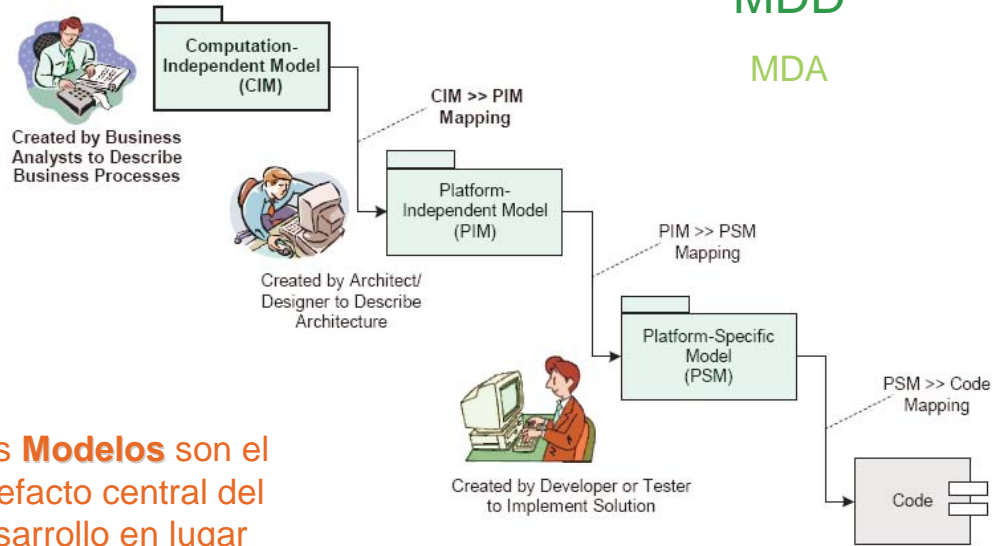 MDD
MDA
Computation-
Independent Model
(CIM)
Created by Business
Analysts to Describe
Business Processes
CIM >> PIM
Mapping
Platform-
Independent Model
(PIM)
Created by Architect/
Designer to Describe
Architecture
PIM >> PSM
Mapping
Platform-Specific
Model
(PSM)
Created by Developer or Tester
to Implement Solution
PSM >> Code
Mapping
Code
s Modelos son el
efacto central del
sarrollo en lugar